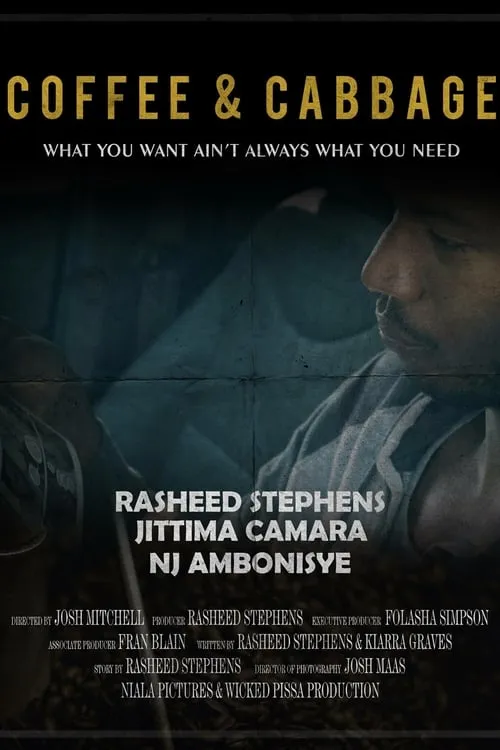 COFFEE & CABBAGE
WHAT YOU WANT AIN'T ALWAYS WHAT YOU NEED
RASHEED STEPHENS
JITTIMA CAMARA
NJ AMBONISYE
DIRECTED BY JOSH MITCHELL PRODUCER RASHEED STEPHENS EXECUTIVE PRODUCER FOLASHA SIMPSON
ASSOCIATE PRODUCER FRAN BLAIN WRITTEN BY RASHEED STEPHENS & KIARRA GRAVES
STORY BY RASHEED STEPHENS DIRECTOR OF PHOTOGRAPHY JOSH MAAS
NIALA PICTURES & WICKED PISSA PRODUCTION